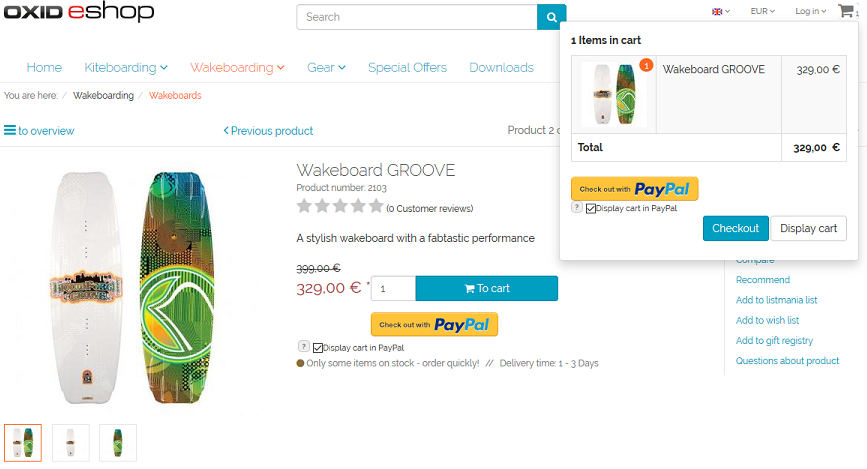 OXID eshop
Search
EUR
Log in
1
1 Items in cart
1
Wakeboard GROOVE
329,00 €
Total
329,00 €
Check out with PayPal
?
Display cart in PayPal
Checkout
Display cart
Home
Kiteboarding
Wakeboarding
Gear
Special Offers
Downloads
You are here: / Wakeboarding / Wakeboards
to overview
Previous product
Product 2 o
Wakeboard GROOVE
Product number: 2103
(0 Customer reviews)
A stylish wakeboard with a fabtastic performance
399,00 €
329,00 € *
1
To cart
Check out with PayPal
?
Display cart in PayPal
Only some items on stock - order quickly! // Delivery time: 1 - 3 Days
Compare
Recommend
Add to listmania list
Add to wish list
Add to gift registry
Questions about product